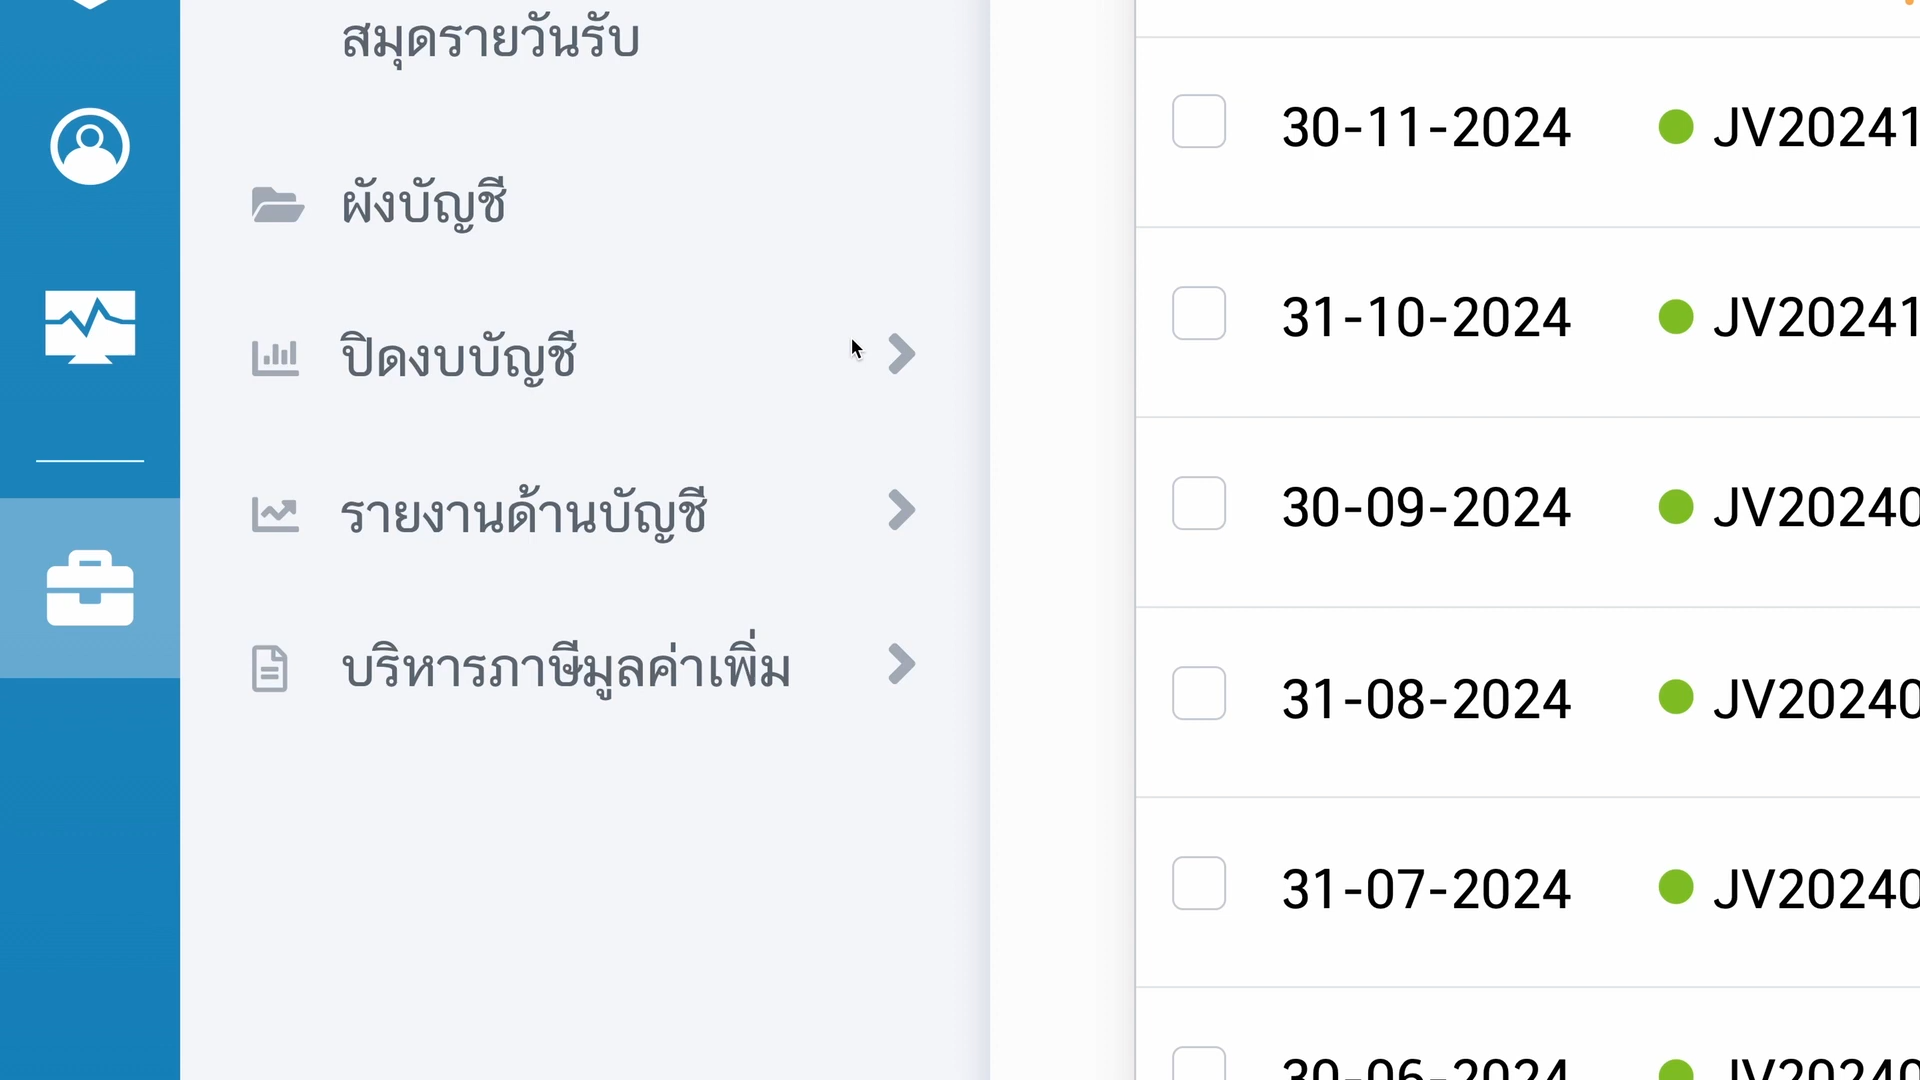 สมุดรายวันรับ
ผังบัญชี
ปิดงบบัญชี
รายงานด้านบัญชี
บริหารภาษีมูลค่าเพิ่ม
30-11-2024 JV20241
31-10-2024 JV20241
30-09-2024 JV20240
31-08-2024 JV20240
31-07-2024 JV20240
30-06-2024 JV20240